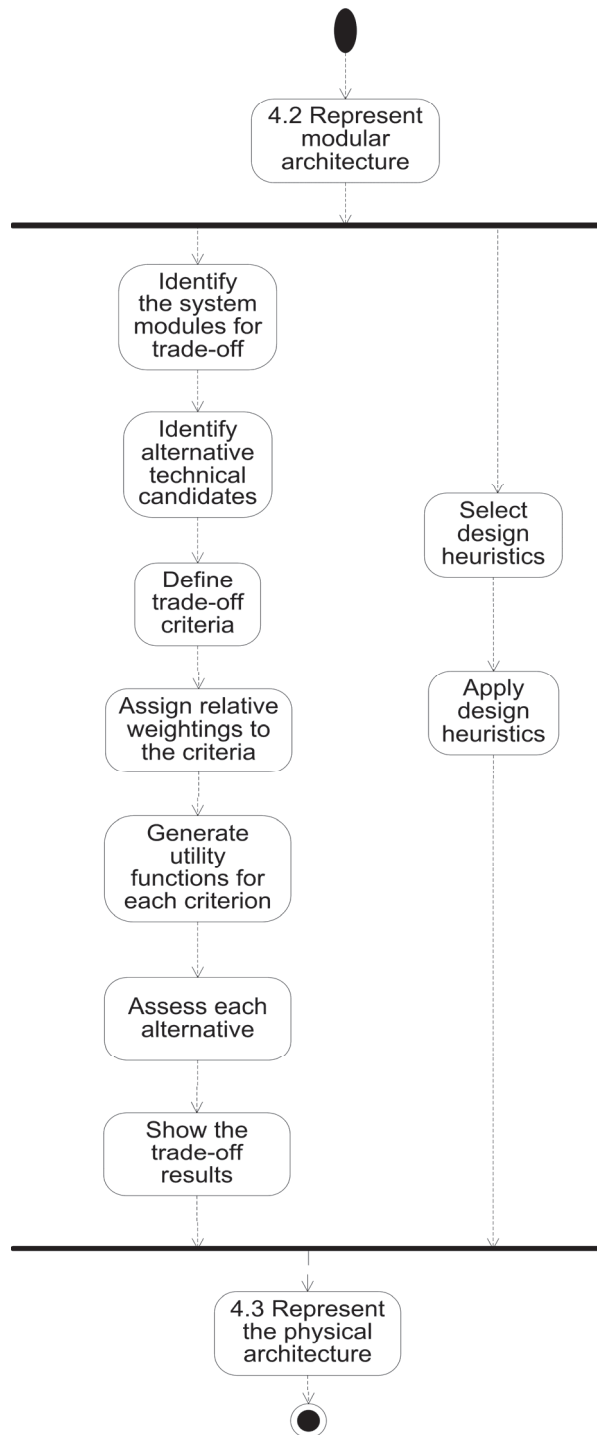 4.2 Represent
modular
architecture
Identify
the system
modules for
trade-off
Identify
alternative
technical
candidates
Define
trade-off
criteria
Assign relative
weightings to
the criteria
Generate
utility
functions for
each criterion
Assess each
alternative
Show the
trade-off
results
Select
design
heuristics
Apply
design
heuristics
4.3 Represent
the physical
architecture